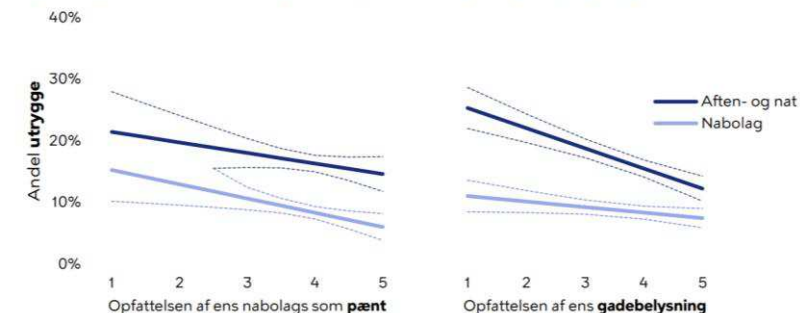 40%
30%
20%
10%
0%
Andel utrygge
1 2 3 4 5
Opfattelsen af ens nabolags som pænt
1 2 3 4 5
Opfattelsen af ens gadebelysning
Aften- og nat
Nabolag